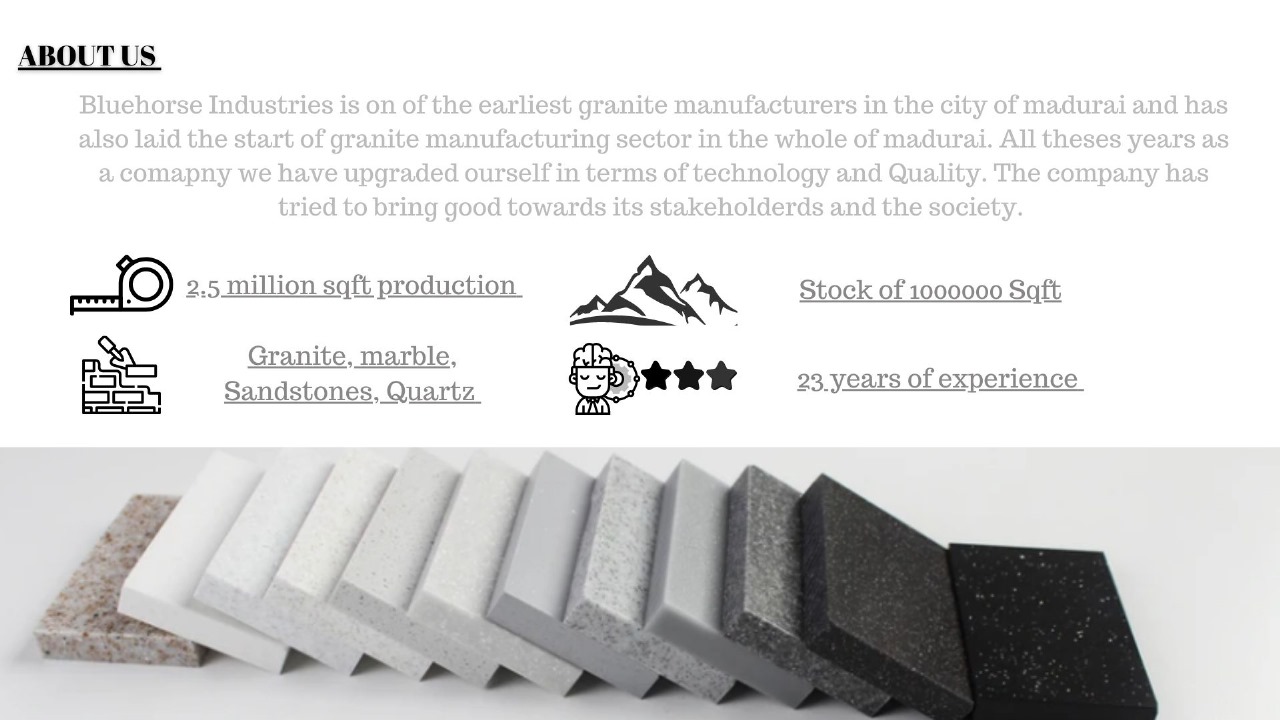 ABOUT US
Bluehorse Industries is on of the earliest granite manufacturers in the city of madurai and has
also laid the start of granite manufacturing sector in the whole of madurai. All theses years as
a comapny we have upgraded ourself in terms of technology and Quality. The company has
tried to bring good towards its stakeholderds and the society.
2.5 million sqft production
Stock of 1000000 Sqft
Granite, marble,
Sandstones, Quartz
23 years of experience